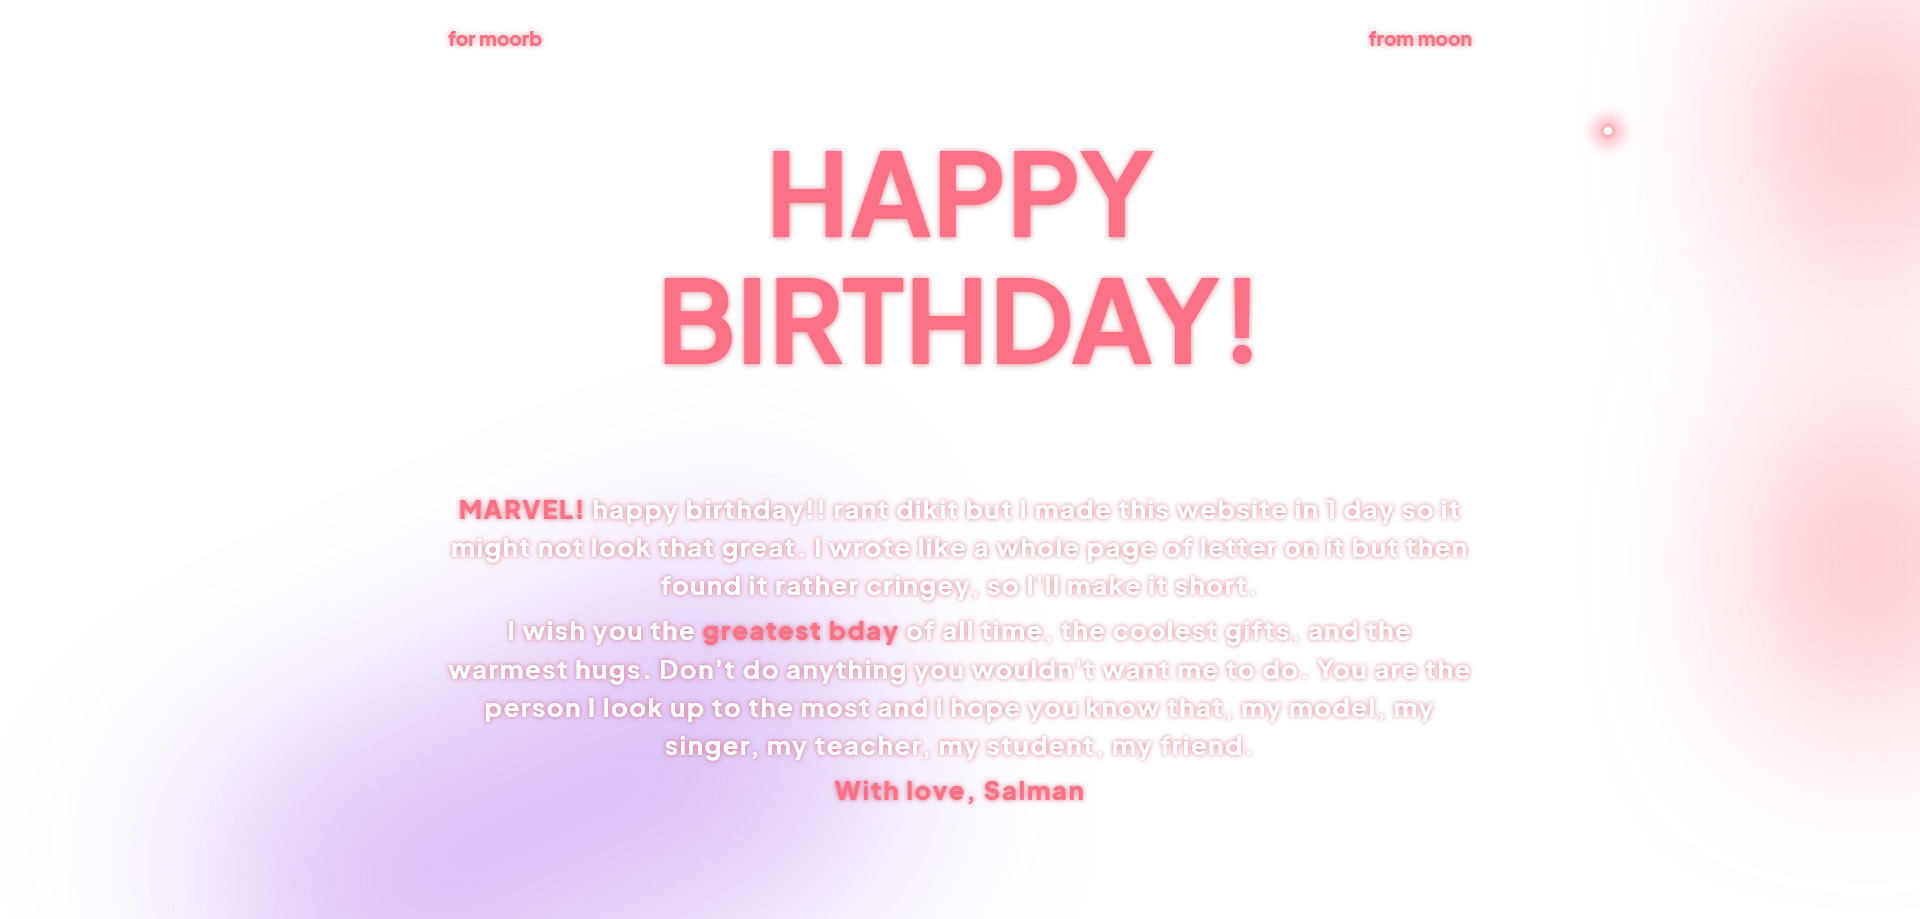 for moorb
from moon
HAPPY
BIRTHDAY!
MARVEL! happy birthday!! rant dikit but I made this website in 1 day so it
might not look that great. I wrote like a whole page of letter on it but then
found it rather cringey, so I'll make it short.
I wish you the greatest bday of all time, the coolest gifts, and the
warmest hugs. Don't do anything you wouldn't want me to do. You are the
person I look up to the most and I hope you know that, my model, my
singer, my teacher, my student, my friend.
With love, Salman